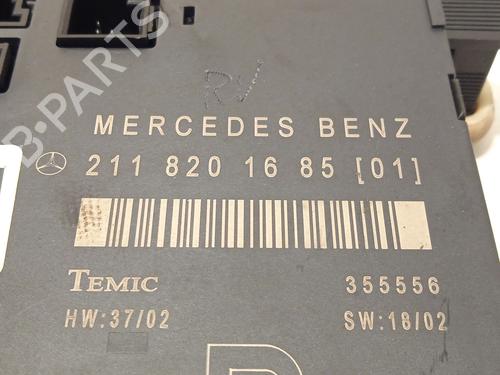 RV
MERCEDES BENZ
211 820 16 85 [01]
TEMIC 355556
HW:37/02 SW:18/02
B-PARTS